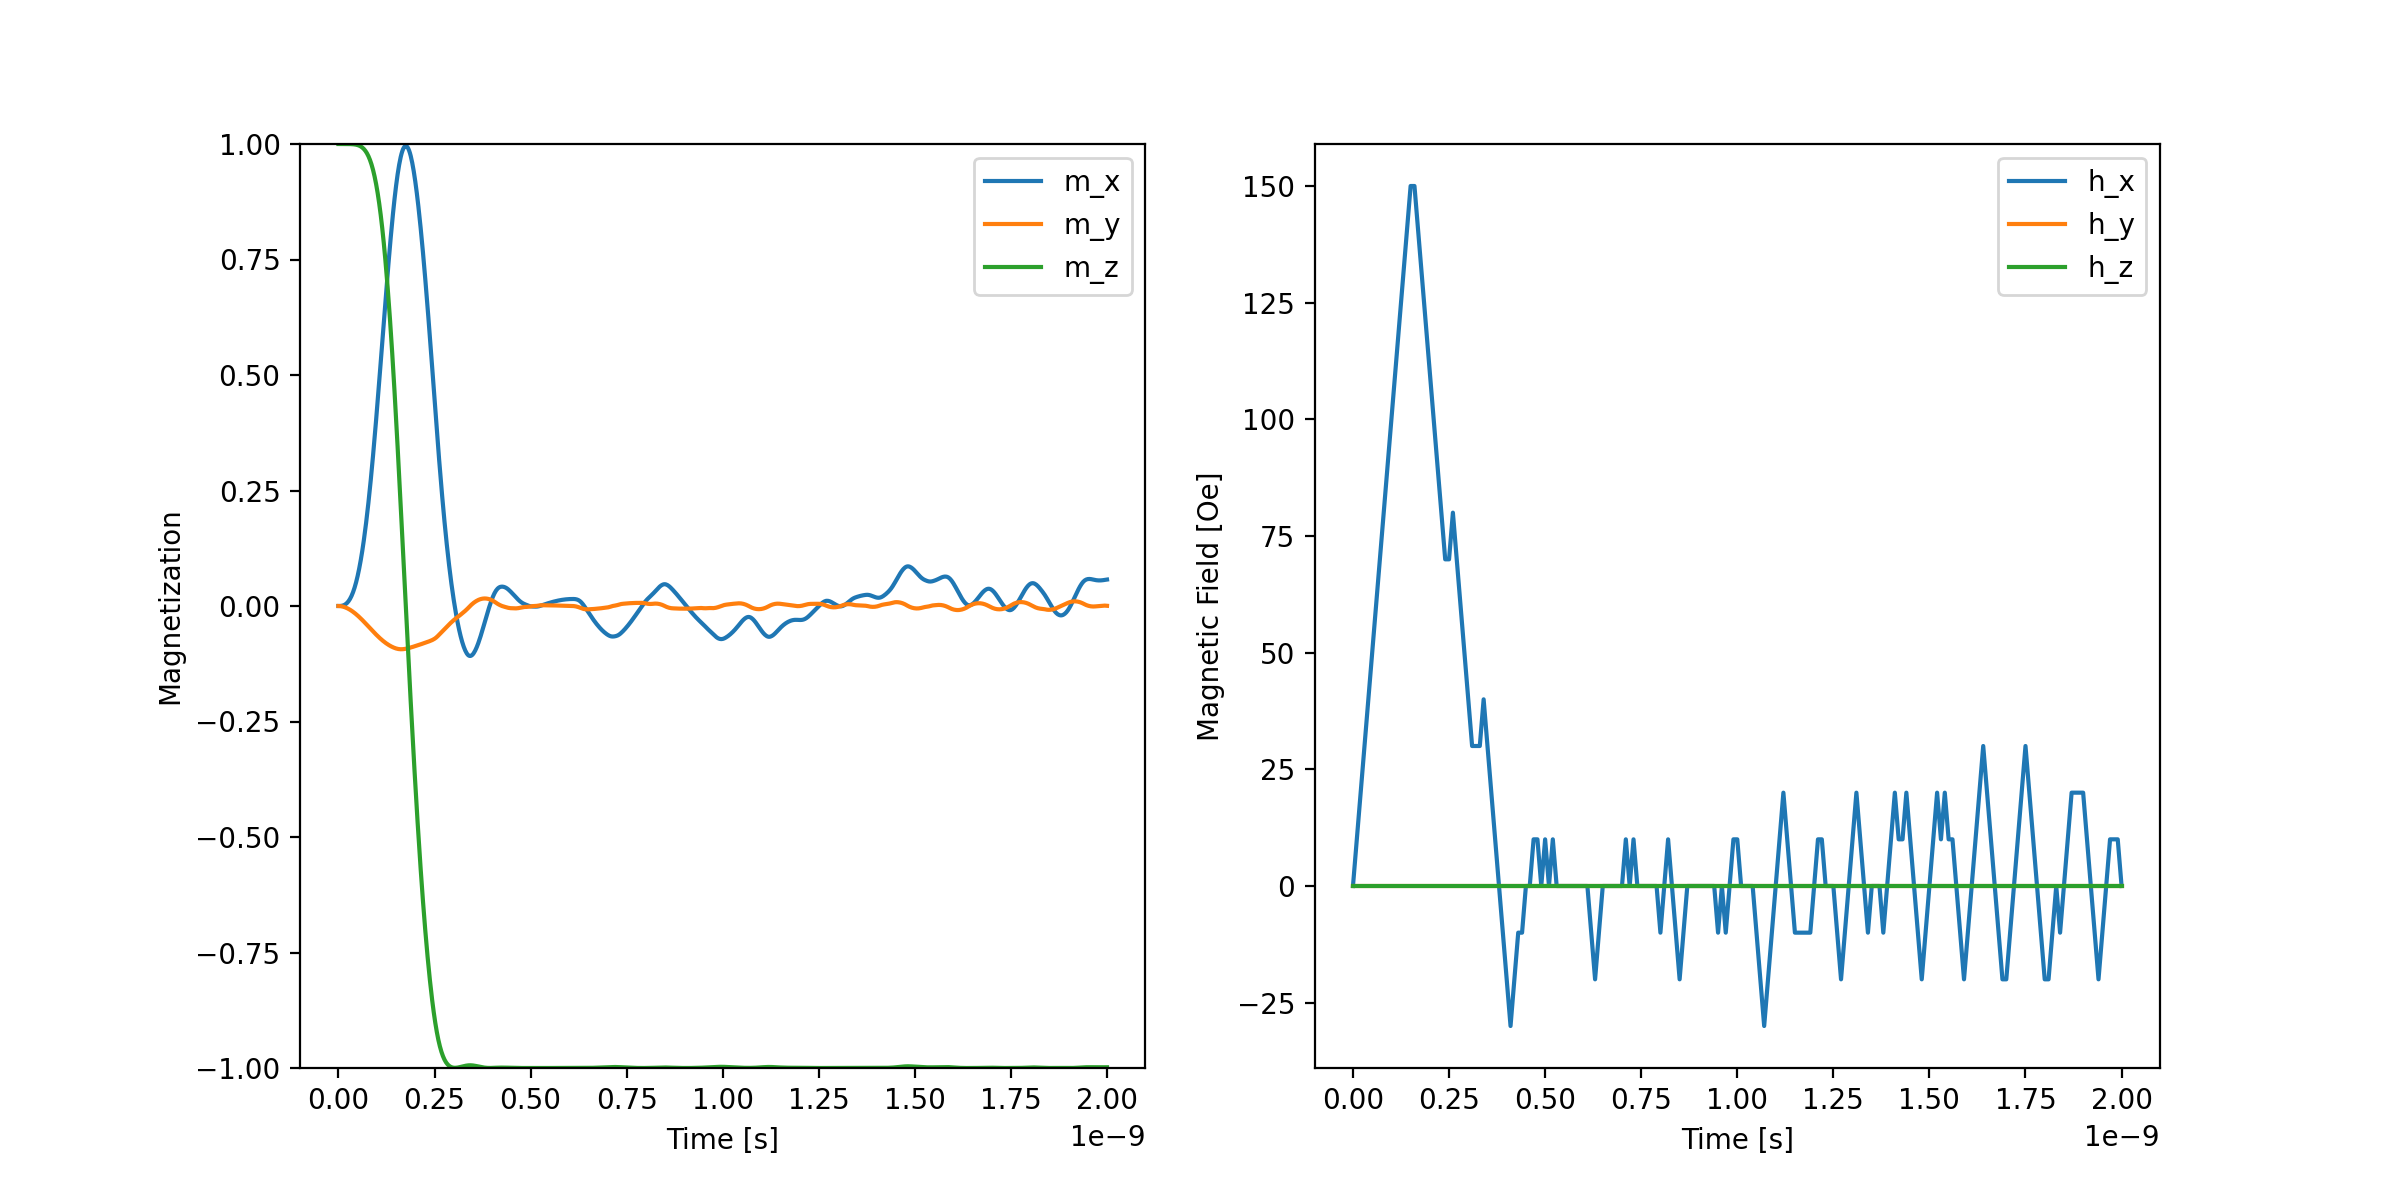 1.00
0.75
0.50
0.25
0.00
−0.25
−0.50
−0.75
−1.00
Magnetization
m_x
m_y
m_z
0.00 0.25 0.50 0.75 1.00 1.25 1.50 1.75 2.00
Time [s]
1e−9
150
125
100
75
50
25
0
−25
Magnetic Field [Oe]
h_x
h_y
h_z
0.00 0.25 0.50 0.75 1.00 1.25 1.50 1.75 2.00
Time [s]
1e−9